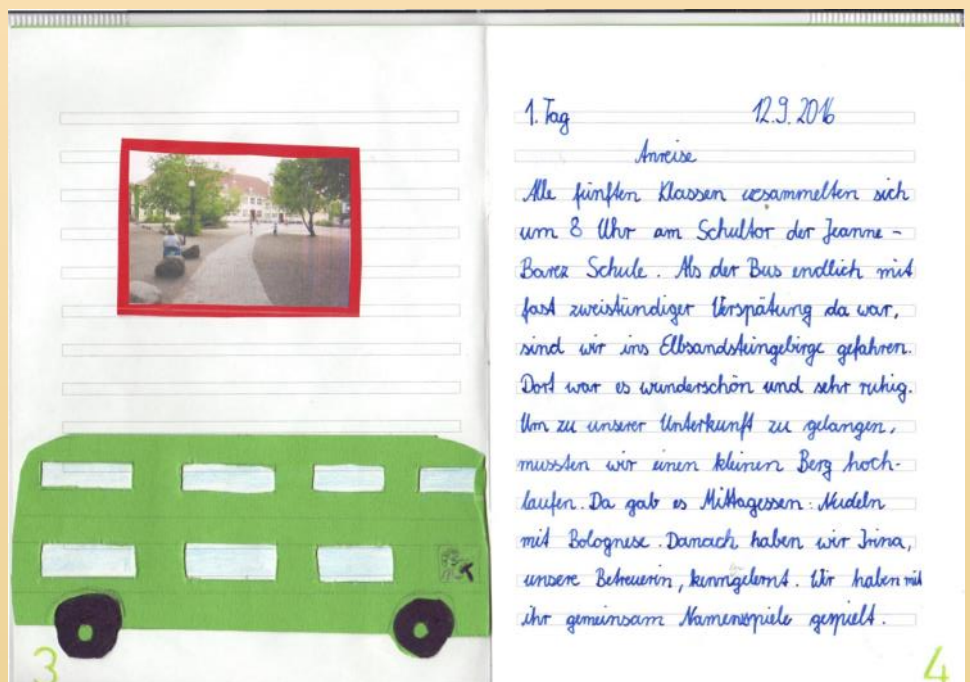 1. Tag 12.9.2016
Anreise
Alle fünften Klassen versammelten sich
um 8 Uhr am Schultor der Jeanne-
Barez Schule. Als der Bus endlich mit
fast zweistündiger Verspätung da war,
sind wir ins Elbsandsteingebirge gefahren.
Dort war es wunderschön und sehr ruhig.
Um zu unserer Unterkunft zu gelangen,
mussten wir einen kleinen Berg hoch-
laufen. Da gab es Mittagessen: Nudeln
mit Bolognese. Danach haben wir Irina,
unsere Betreuerin, kenngelernt. Wir haben mit
ihr gemeinsam Namenspiele gespielt.
3
4